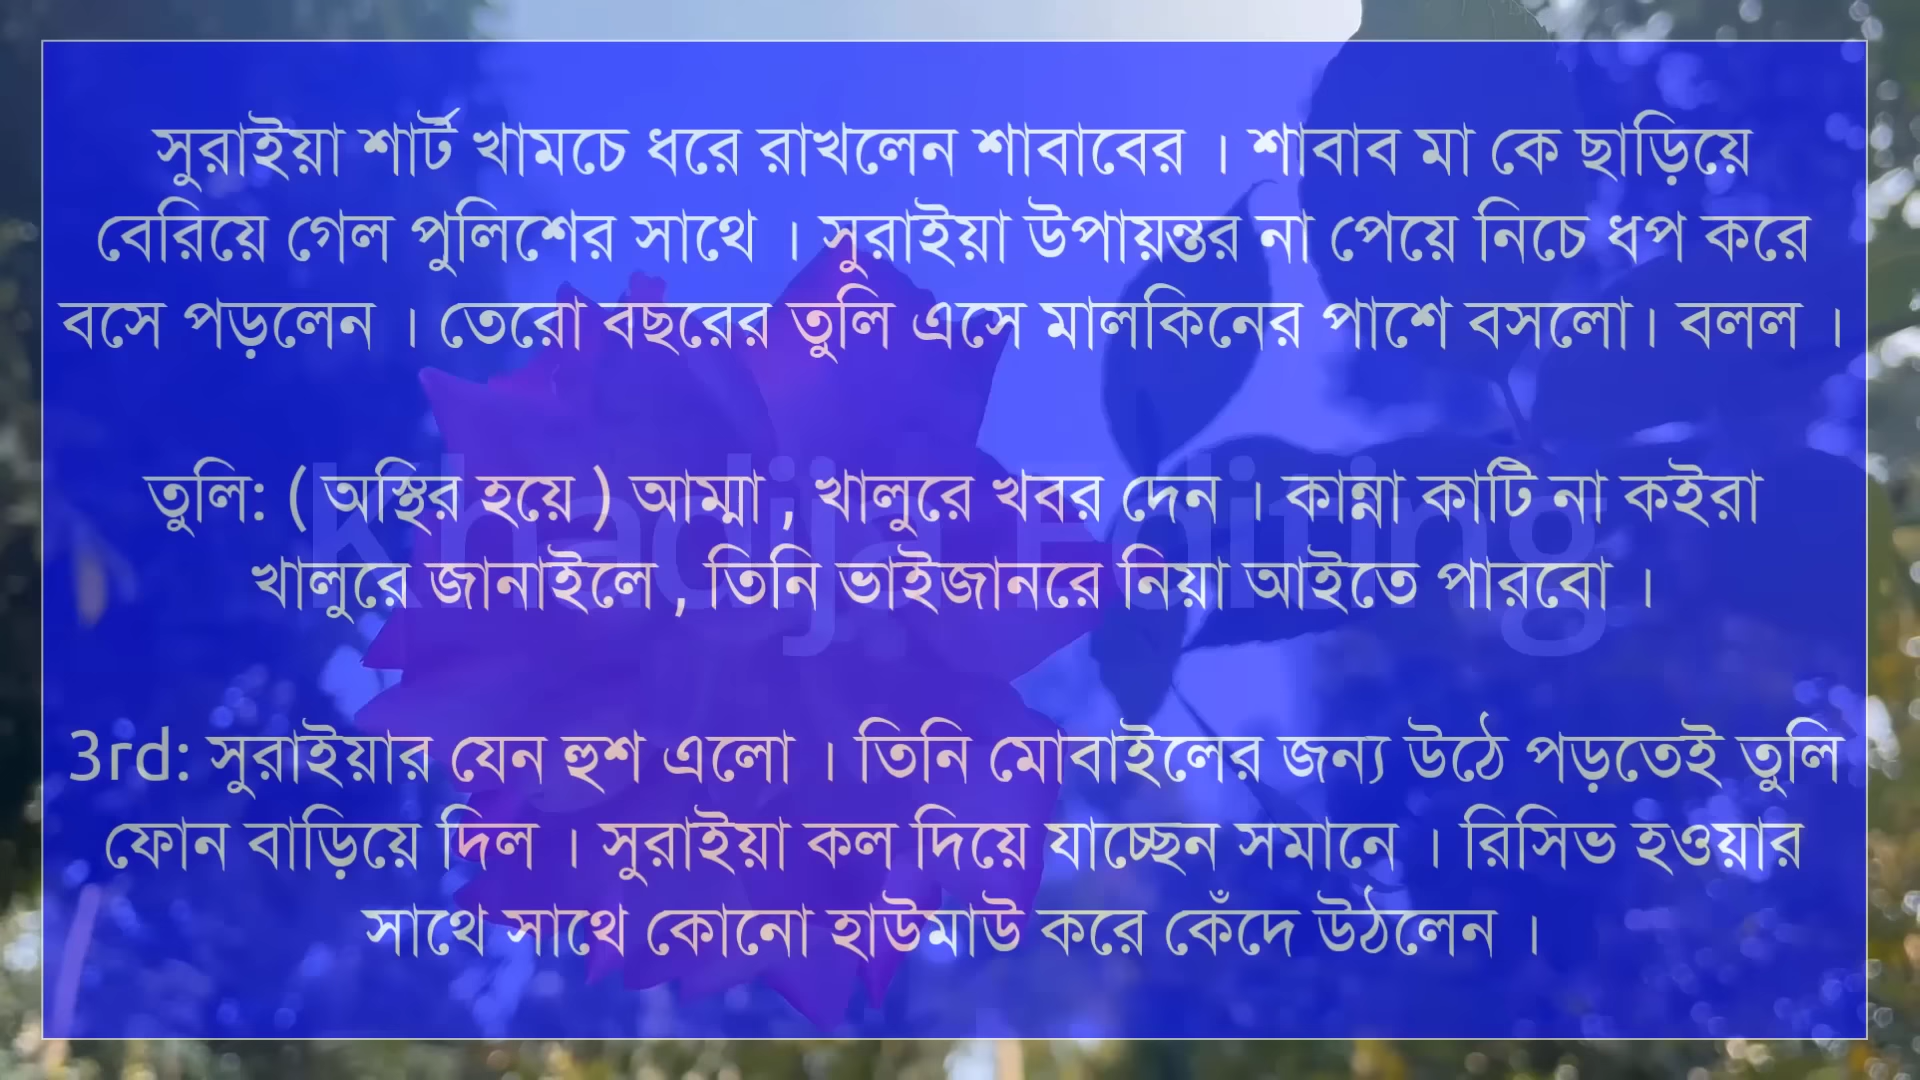 সুরাইয়া শার্ট খামচে ধরে রাখলেন শাবাবের । শাবাব মা কে ছাড়িয়ে
বেরিয়ে গেল পুলিশের সাথে । সুরাইয়া উপায়ন্তর না পেয়ে নিচে ধপ করে
বসে পড়লেন । তেরো বছরের তুলি এসে মালকিনের পাশে বসলো। বলল ।
তুলি: ( অস্থির হয়ে ) আম্মা , খালুরে খবর দেন । কান্না কাটি না কইরা
খালুরে জানাইলে , তিনি ভাইজানরে নিয়া আইতে পারবো ।
Khadija Editing
3rd: সুরাইয়ার যেন হুশ এলো । তিনি মোবাইলের জন্য উঠে পড়তেই তুলি
ফোন বাড়িয়ে দিল । সুরাইয়া কল দিয়ে যাচ্ছেন সমানে । রিসিভ হওয়ার
সাথে সাথে কোনো হাউমাউ করে কেঁদে উঠলেন ।